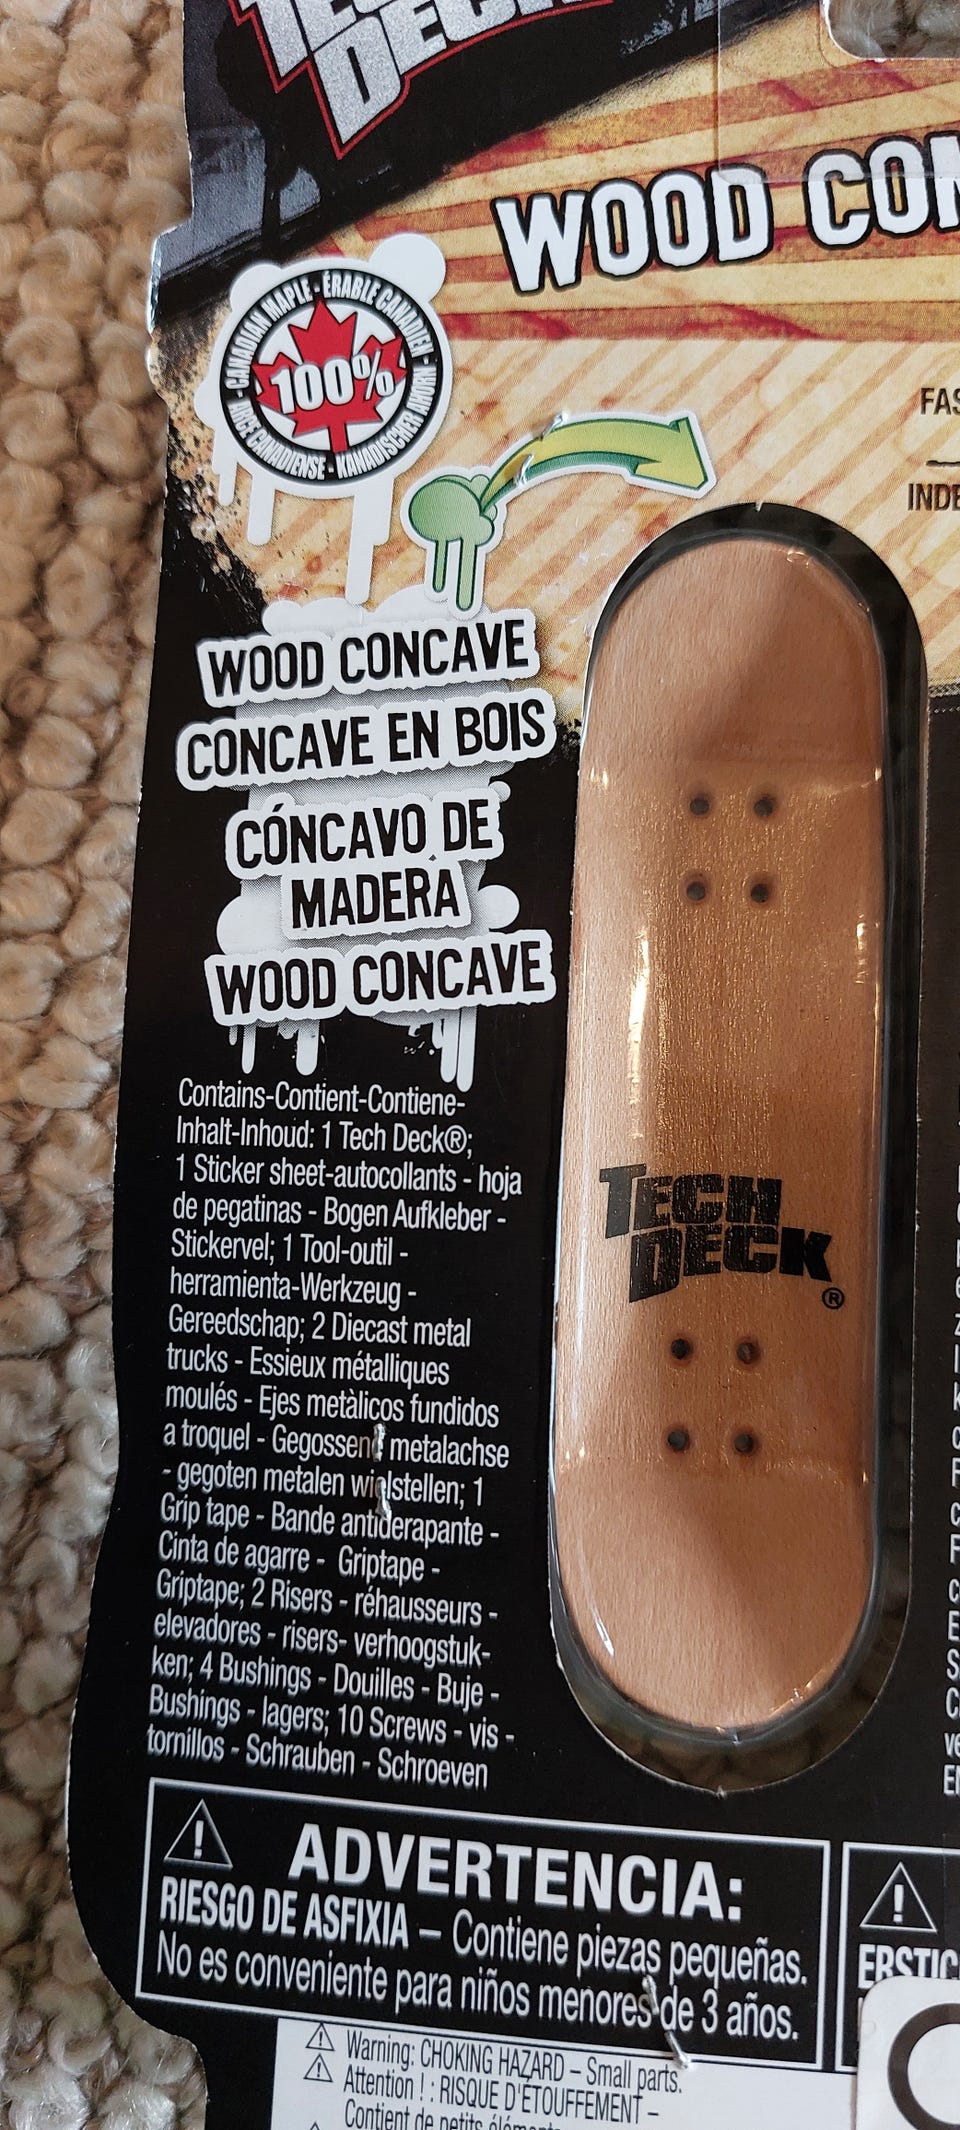 TECH
DECK
WOOD CON
CANADIAN MAPLE - ÉRABLE CANADIEN -
100%
ARCE CANADIENSE - KANADISCHER AHORN -
FAS
INDE
WOOD CONCAVE
CONCAVE EN BOIS
CÓNCAVO DE
MADERA
WOOD CONCAVE
Contains-Contient-Contiene-
Inhalt-Inhoud: 1 Tech Deck®;
1 Sticker sheet-autocollants - hoja
de pegatinas - Bogen Aufkleber -
Stickervel; 1 Tool-outil -
herramienta-Werkzeug -
Gereedschap; 2 Diecast metal
trucks - Essieux métalliques
moulés - Ejes metàlicos fundidos
a troquel - Gegossene metalachse
- gegoten metalen wielstellen; 1
Grip tape - Bande antiderapante -
Cinta de agarre - Griptape -
Griptape; 2 Risers - réhausseurs -
elevadores - risers- verhoogstuk-
ken; 4 Bushings - Douilles - Buje -
Bushings - lagers; 10 Screws - vis -
tornillos - Schrauben - Schroeven
TECH
DECK®
ADVERTENCIA:
RIESGO DE ASFIXIA – Contiene piezas pequeñas.
No es conveniente para niños menores de 3 años.
ERSTIC
Warning: CHOKING HAZARD – Small parts.
Attention ! : RISQUE D'ÉTOUFFEMENT –
Contient de petits